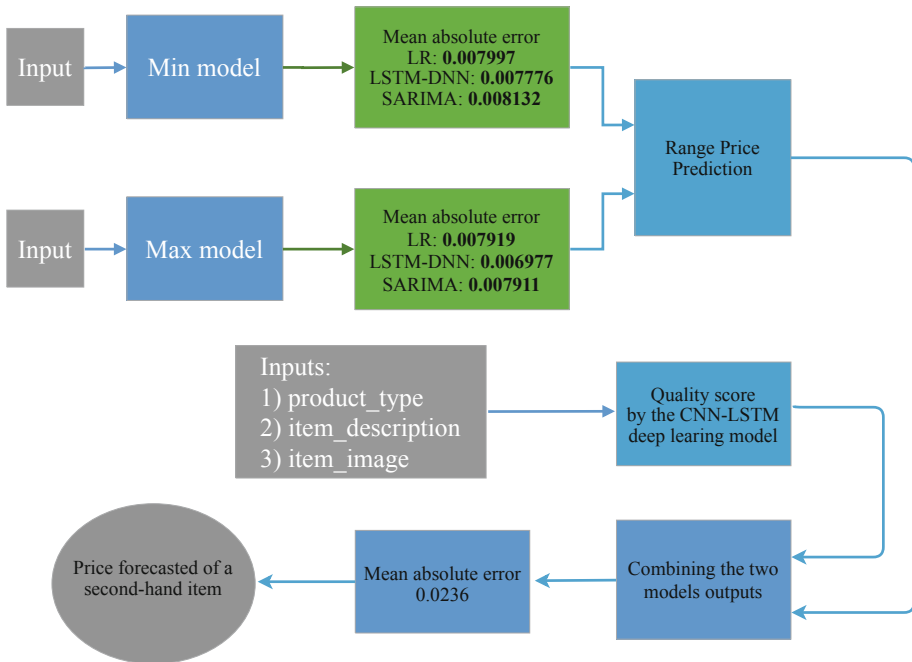 Input
Min model
Mean absolute error
LR: 0.007997
LSTM-DNN: 0.007776
SARIMA: 0.008132
Range Price
Prediction
Input
Max model
Mean absolute error
LR: 0.007919
LSTM-DNN: 0.006977
SARIMA: 0.007911
Inputs:
1) product_type
2) item_description
3) item_image
Quality score
by the CNN-LSTM
deep learing model
Price forecasted of a
second-hand item
Mean absolute error
0.0236
Combining the two
models outputs